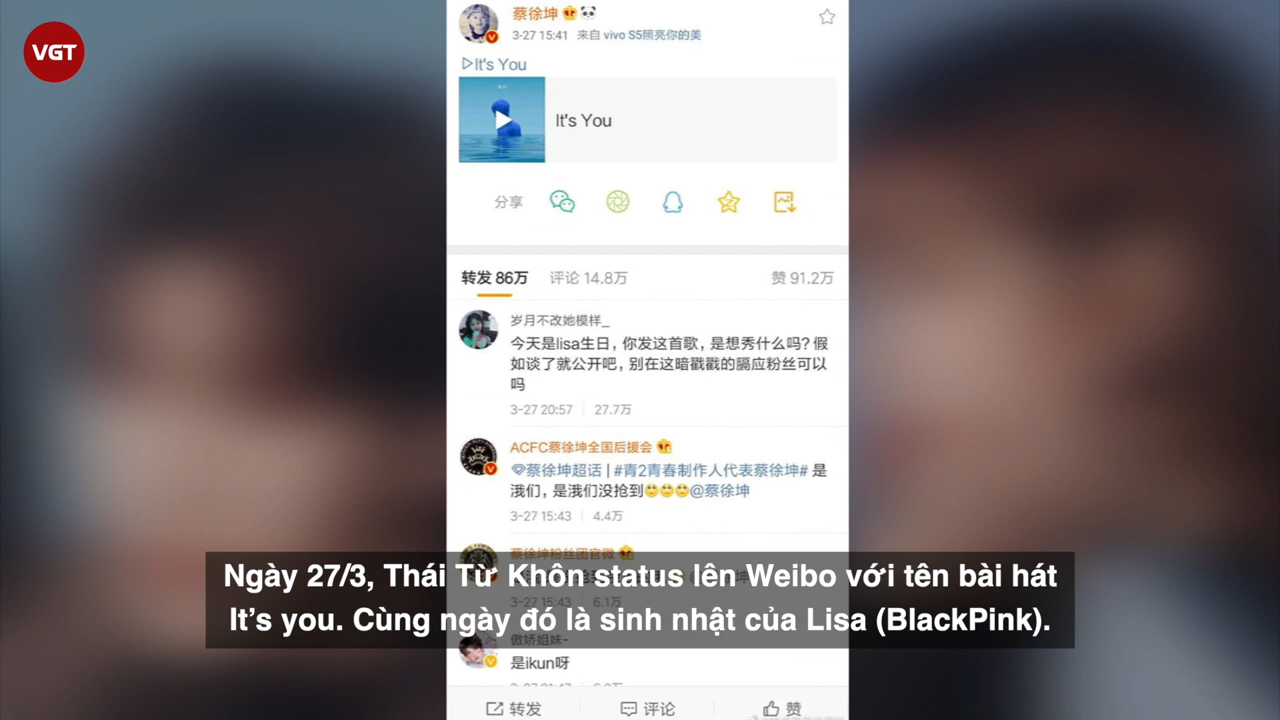 VGT
蔡徐坤
3-27 15:41 来自 vivo S5照亮你的美
It's You
It's You
分享
转发 86万 评论 14.8万 赞 91.2万
岁月不改她模样_
今天是lisa生日，你发这首歌，是想秀什么吗？假
如谈了就公开吧，别在这暗戳戳的膈应粉丝可以
吗
3-27 20:57 27.7万
ACFC蔡徐坤全国后援会
蔡徐坤超话 | #青2青春制作人代表蔡徐坤# 是
涐们，是涐们没抢到@蔡徐坤
3-27 15:43 4.4万
蔡徐坤粉丝团官微
Ngày 27/3, Thái Từ Khôn status lên Weibo với tên bài hát
3-27 15:43 6.1万
It’s you. Cùng ngày đó là sinh nhật của Lisa (BlackPink).
傲娇姐妹~
是ikun呀
转发 评论 赞